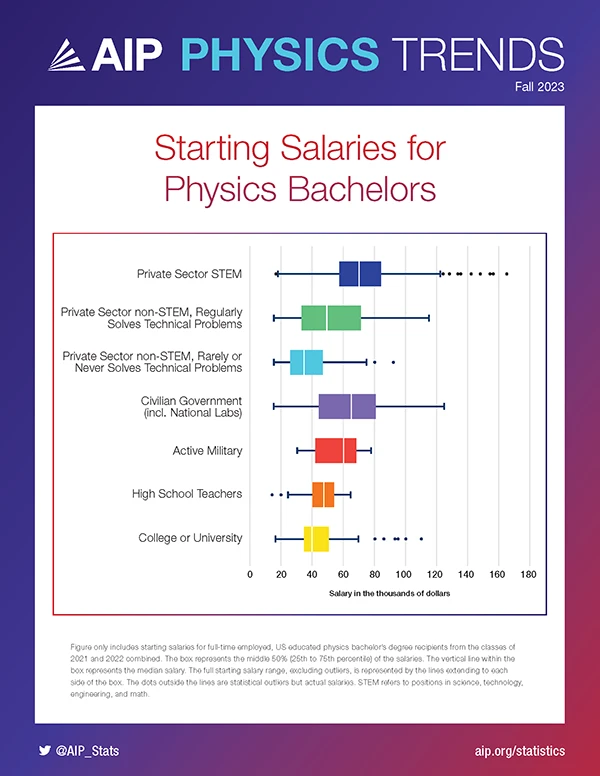 AIP PHYSICS TRENDS
Fall 2023
Starting Salaries for
Physics Bachelors
Private Sector STEM
Private Sector non-STEM, Regularly
Solves Technical Problems
Private Sector non-STEM, Rarely or
Never Solves Technical Problems
Civilian Government
(incl. National Labs)
Active Military
High School Teachers
College or University
0 20 40 60 80 100 120 140 160 180
Salary in the thousands of dollars
Figure only includes starting salaries for full-time employed, US educated physics bachelor's degree recipients from the classes of
2021 and 2022 combined. The box represents the middle 50% (25th to 75th percentile) of the salaries. The vertical line within the
box represents the median salary. The full starting salary range, excluding outliers, is represented by the lines extending to each
side of the box. The dots outside the lines are statistical outliers but actual salaries. STEM refers to positions in science, technology,
engineering, and math.
@AIP_Stats
aip.org/statistics